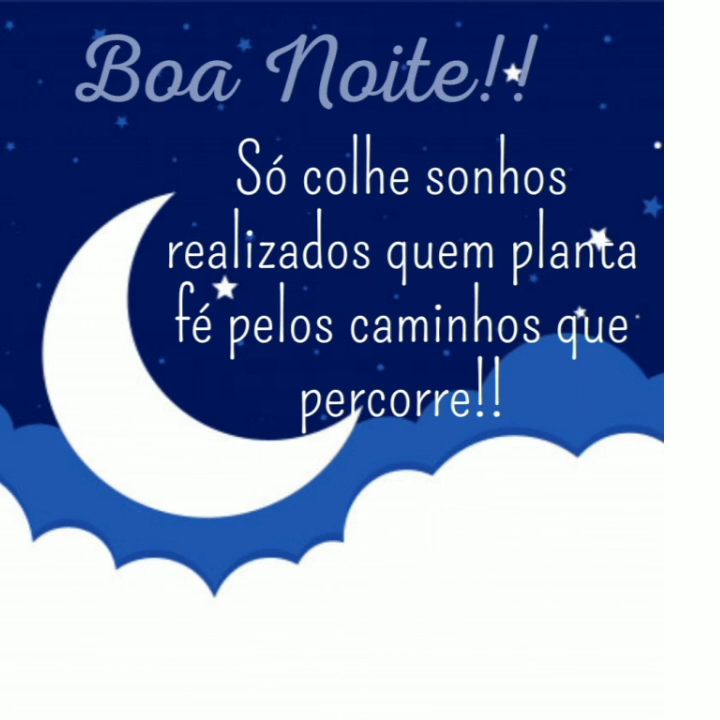 Boa Noite!!
Só colhe sonhos
realizados quem planta
fé pelos caminhos que
percorre!!